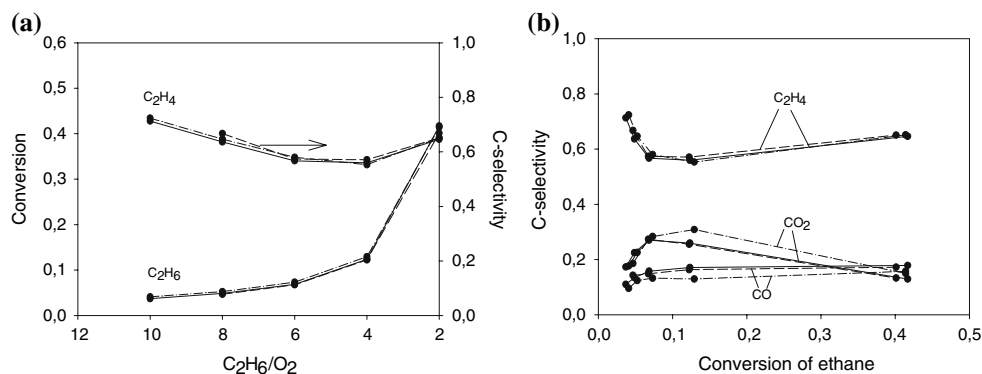 (a)
0,6
0,5
0,4
0,3
0,2
0,1
0,0
Conversion
C2H4
C2H6
12 10 8 6 4 2
C2H6/O2
1,0
0,8
0,6
0,4
0,2
0,0
C-selectivity
(b)
1,0
0,8
0,6
0,4
0,2
0,0
C-selectivity
C2H4
CO2
CO
0,0 0,1 0,2 0,3 0,4 0,5
Conversion of ethane